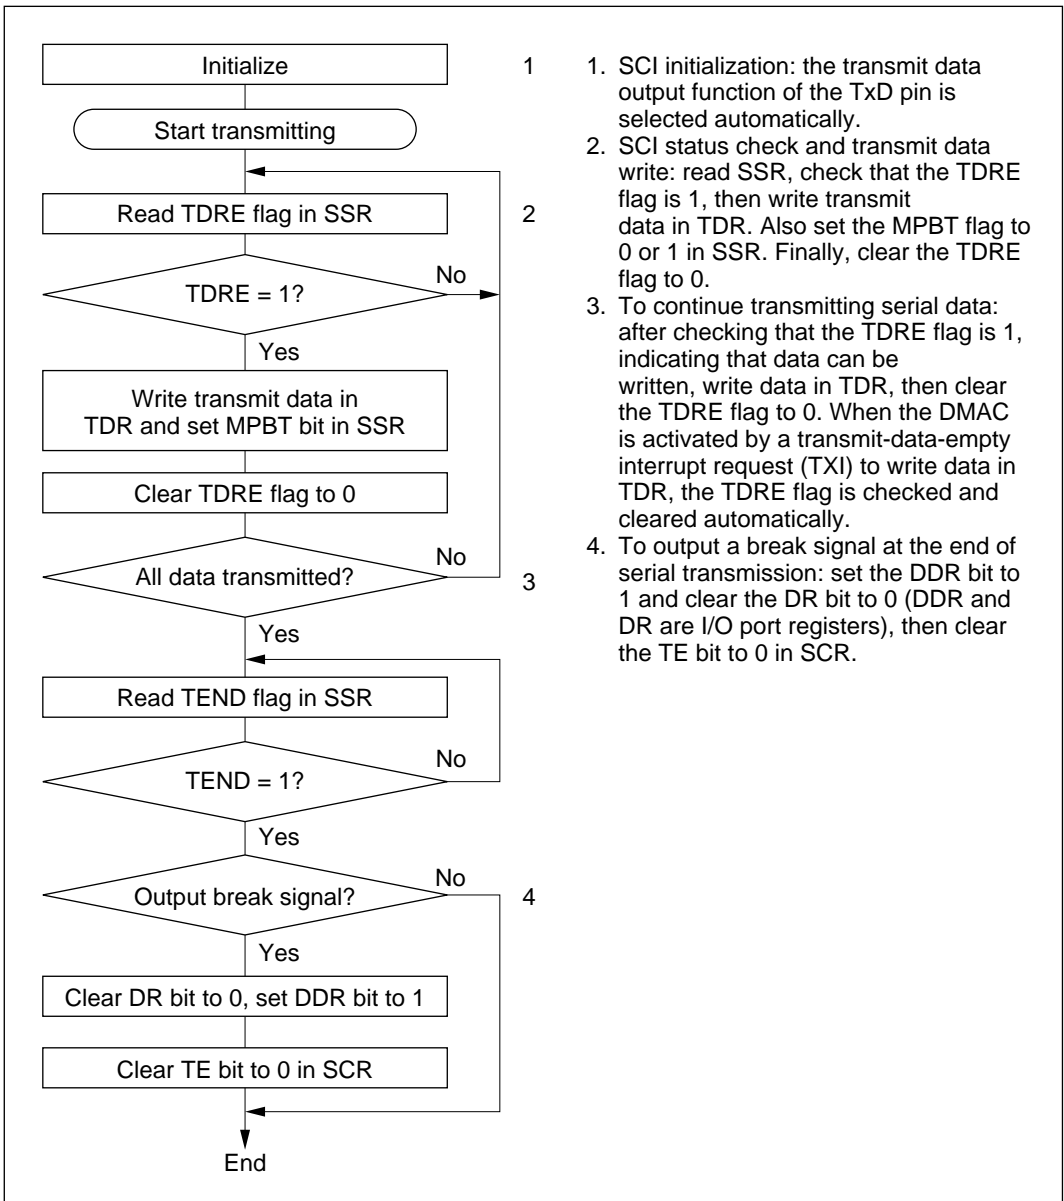 Initialize
1
Start transmitting
Read TDRE flag in SSR
2
TDRE = 1?
No
Yes
Write transmit data in
TDR and set MPBT bit in SSR
Clear TDRE flag to 0
All data transmitted?
No
3
Yes
Read TEND flag in SSR
TEND = 1?
No
Yes
Output break signal?
No
4
Yes
Clear DR bit to 0, set DDR bit to 1
Clear TE bit to 0 in SCR
End
1. SCI initialization: the transmit data
output function of the TxD pin is
selected automatically.
2. SCI status check and transmit data
write: read SSR, check that the TDRE
flag is 1, then write transmit
data in TDR. Also set the MPBT flag to
0 or 1 in SSR. Finally, clear the TDRE
flag to 0.
3. To continue transmitting serial data:
after checking that the TDRE flag is 1,
indicating that data can be
written, write data in TDR, then clear
the TDRE flag to 0. When the DMAC
is activated by a transmit-data-empty
interrupt request (TXI) to write data in
TDR, the TDRE flag is checked and
cleared automatically.
4. To output a break signal at the end of
serial transmission: set the DDR bit to
1 and clear the DR bit to 0 (DDR and
DR are I/O port registers), then clear
the TE bit to 0 in SCR.